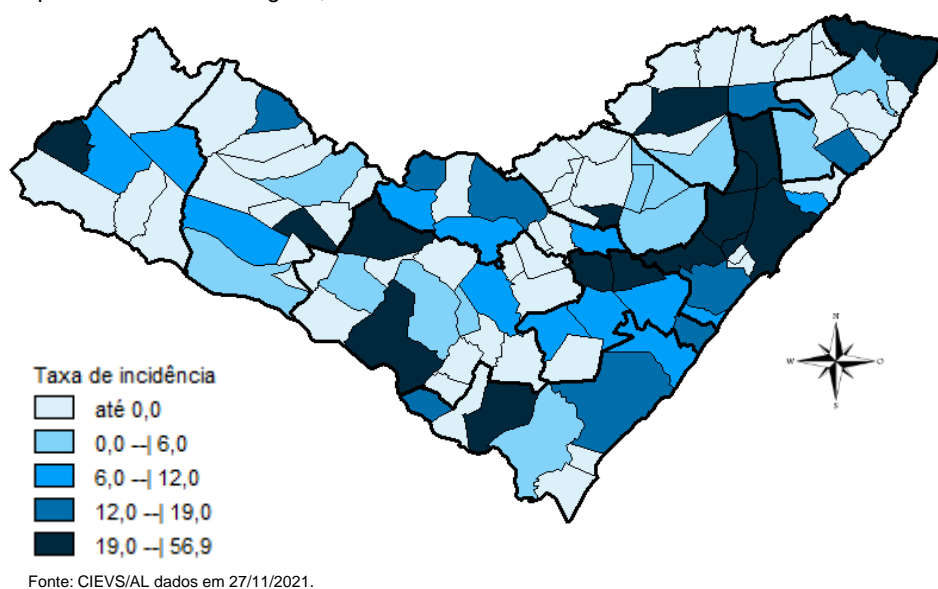 N
W
O
S
Taxa de incidência
até 0,0
0,0 --| 6,0
6,0 --| 12,0
12,0 --| 19,0
19,0 --| 56,9
Fonte: CIEVS/AL dados em 27/11/2021.